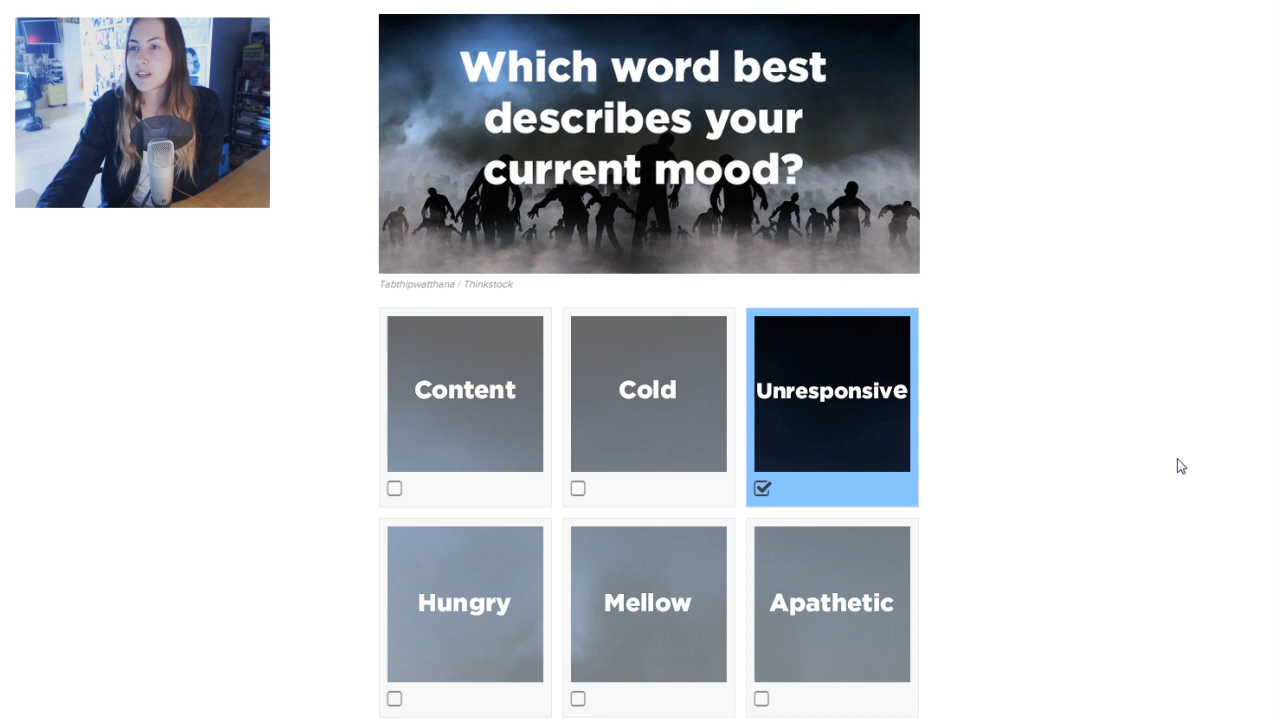 Which word best
describes your
current mood?
Tabthipwatthana / Thinkstock
Content
Cold
Unresponsive
Hungry
Mellow
Apathetic